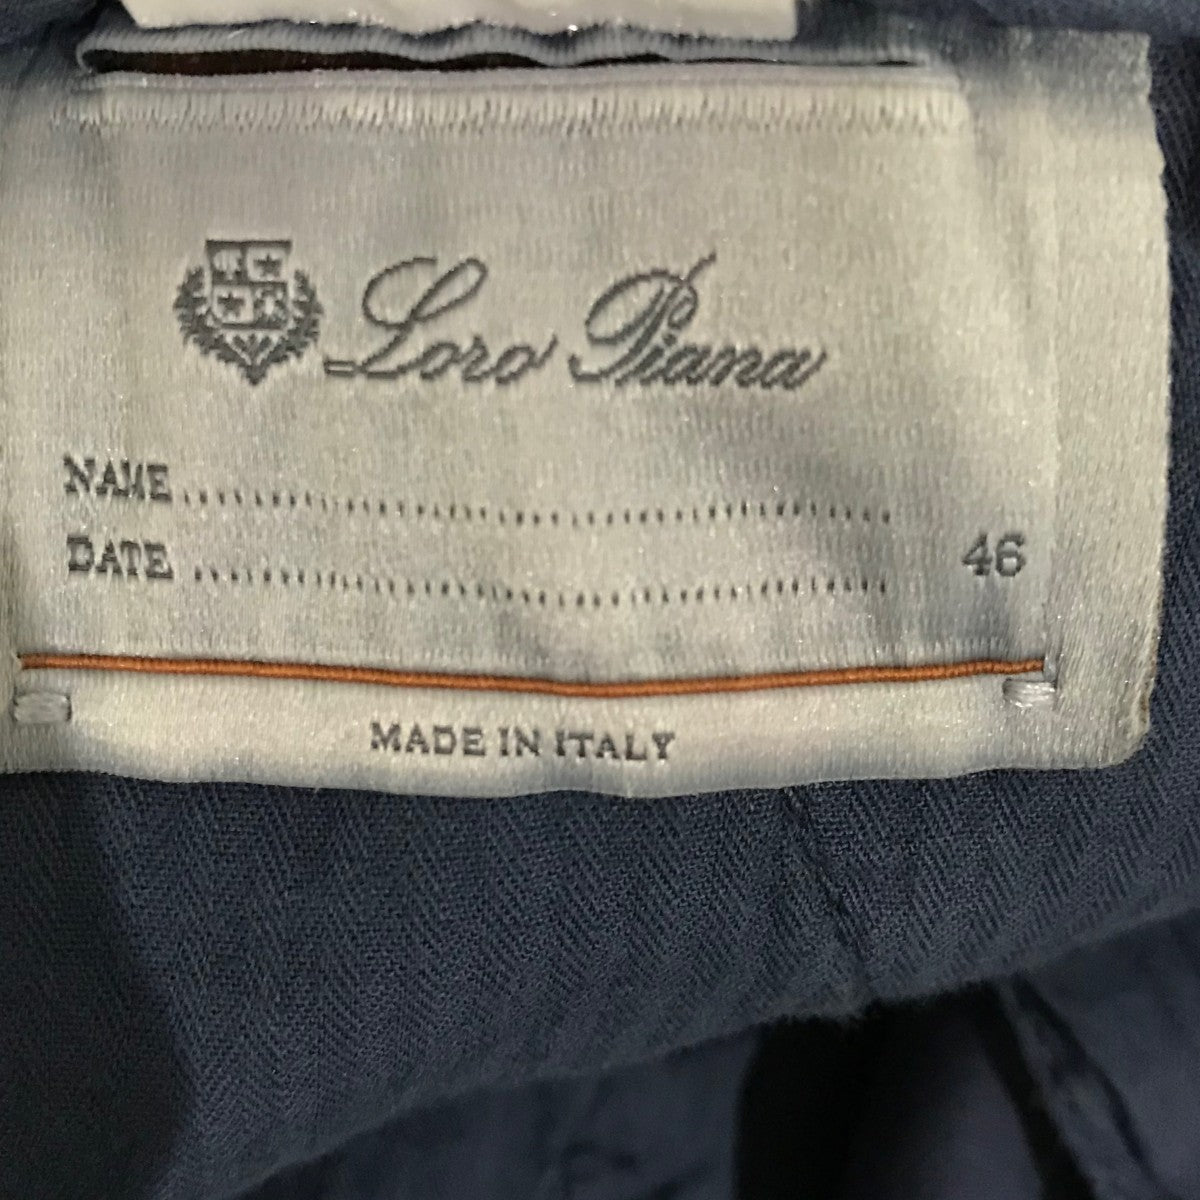 Loro Piana
NAME........................................................
DATE........................................................ 46
MADE IN ITALY